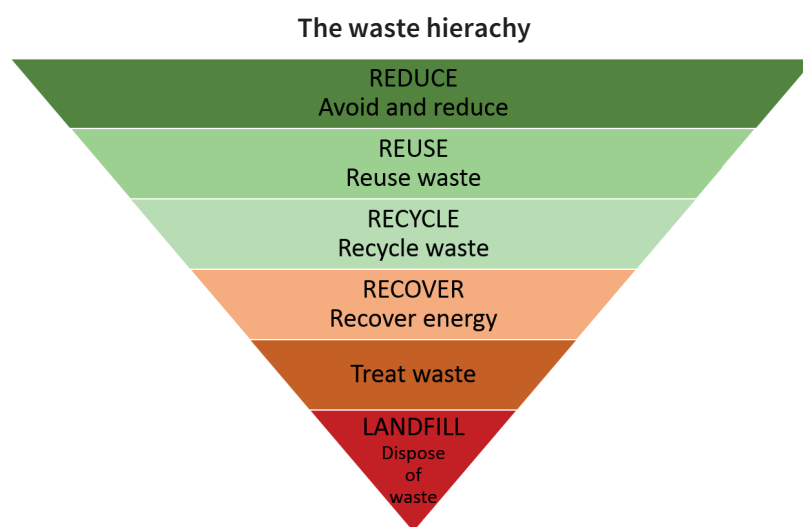 The waste hierachy
REDUCE
Avoid and reduce
REUSE
Reuse waste
RECYCLE
Recycle waste
RECOVER
Recover energy
Treat waste
LANDFILL
Dispose
of
waste